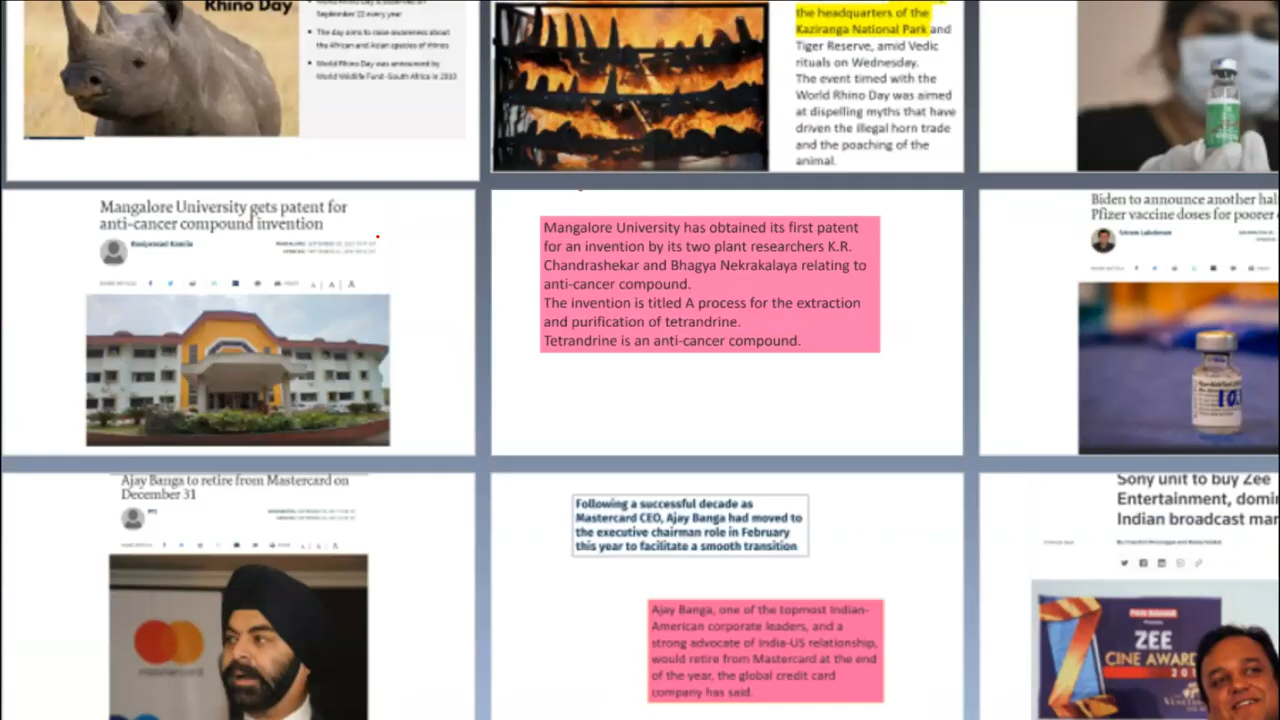 Rhino Day
September 22 every year
The day aims to raise awareness about
the African and Asian species of rhinos
World Rhino Day was announced by
World Wildlife Fund-South Africa in 2010
the headquarters of the
Kaziranga National Park and
Tiger Reserve, amid Vedic
rituals on Wednesday.
The event timed with the
World Rhino Day was aimed
at dispelling myths that have
driven the illegal horn trade
and the poaching of the
animal.
Mangalore University gets patent for
anti-cancer compound invention
Mangalore University has obtained its first patent
for an invention by its two plant researchers K.R.
Chandrashekar and Bhagya Nekrakalaya relating to
anti-cancer compound.
The invention is titled A process for the extraction
and purification of tetrandrine.
Tetrandrine is an anti-cancer compound.
Biden to announce another hal
Pfizer vaccine doses for poorer
Sriram Lakshman
Ajay Banga to retire from Mastercard on
December 31
PTI
mastercard
Following a successful decade as
Mastercard CEO, Ajay Banga had moved to
the executive chairman role in February
this year to facilitate a smooth transition
Ajay Banga, one of the topmost Indian-
American corporate leaders, and a
strong advocate of India-US relationship,
would retire from Mastercard at the end
of the year, the global credit card
company has said.
Sony unit to buy Zee
Entertainment, domi
Indian broadcast mar
ZEE
CINE AWARD